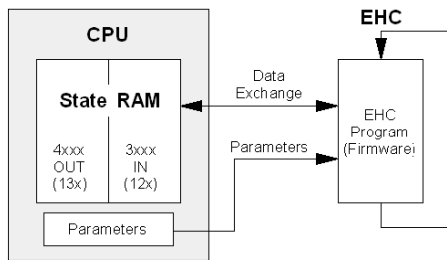 CPU
EHC
State RAM
4xxx
OUT
(13x)
3xxx
IN
(12x)
Parameters
Data
Exchange
Parameters
EHC
Program
(Firmware)